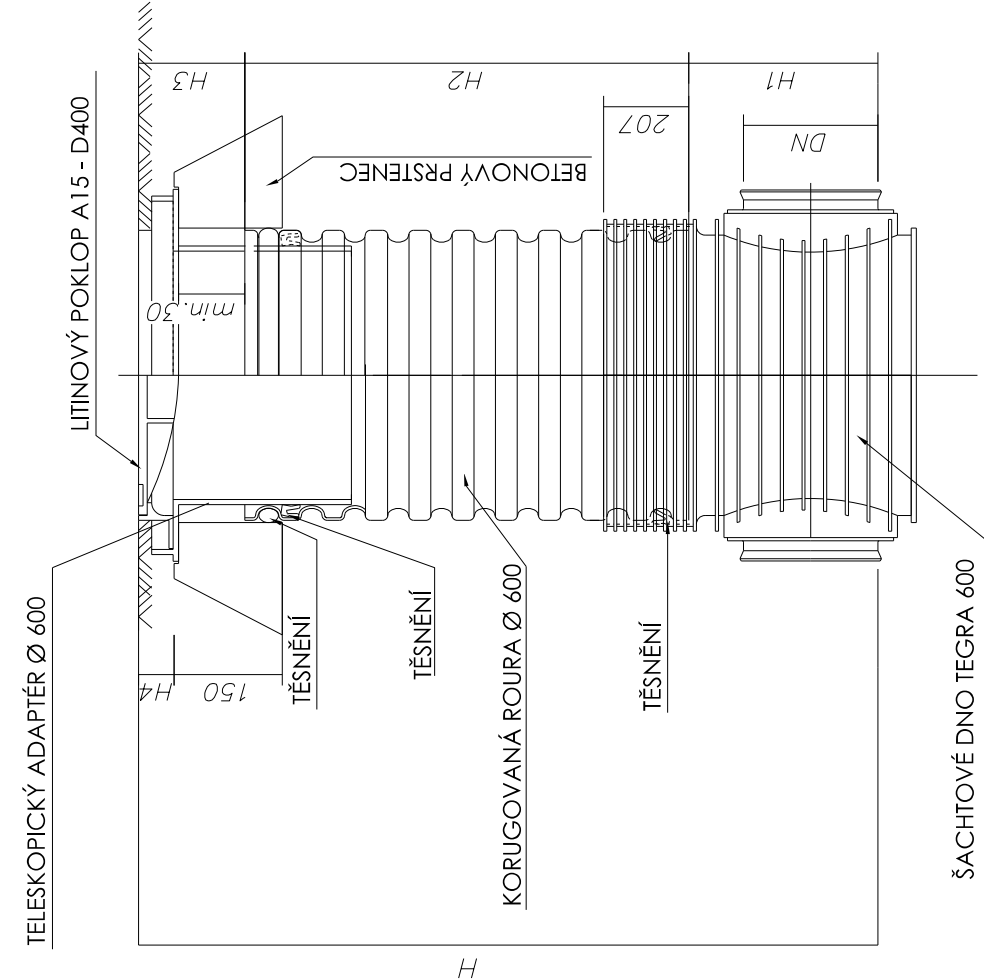 LITINOVÝ POKLOP A15 - D400
H3
H2
H1
207
DN
BETONOVÝ PRSTENEC
min.30
TELESKOPICKÝ ADAPTÉR Ø 600
H4
150
TĚSNĚNÍ
TĚSNĚNÍ
KORUGOVANÁ ROURA Ø 600
TĚSNĚNÍ
ŠACHTOVÉ DNO TEGRA 600
H